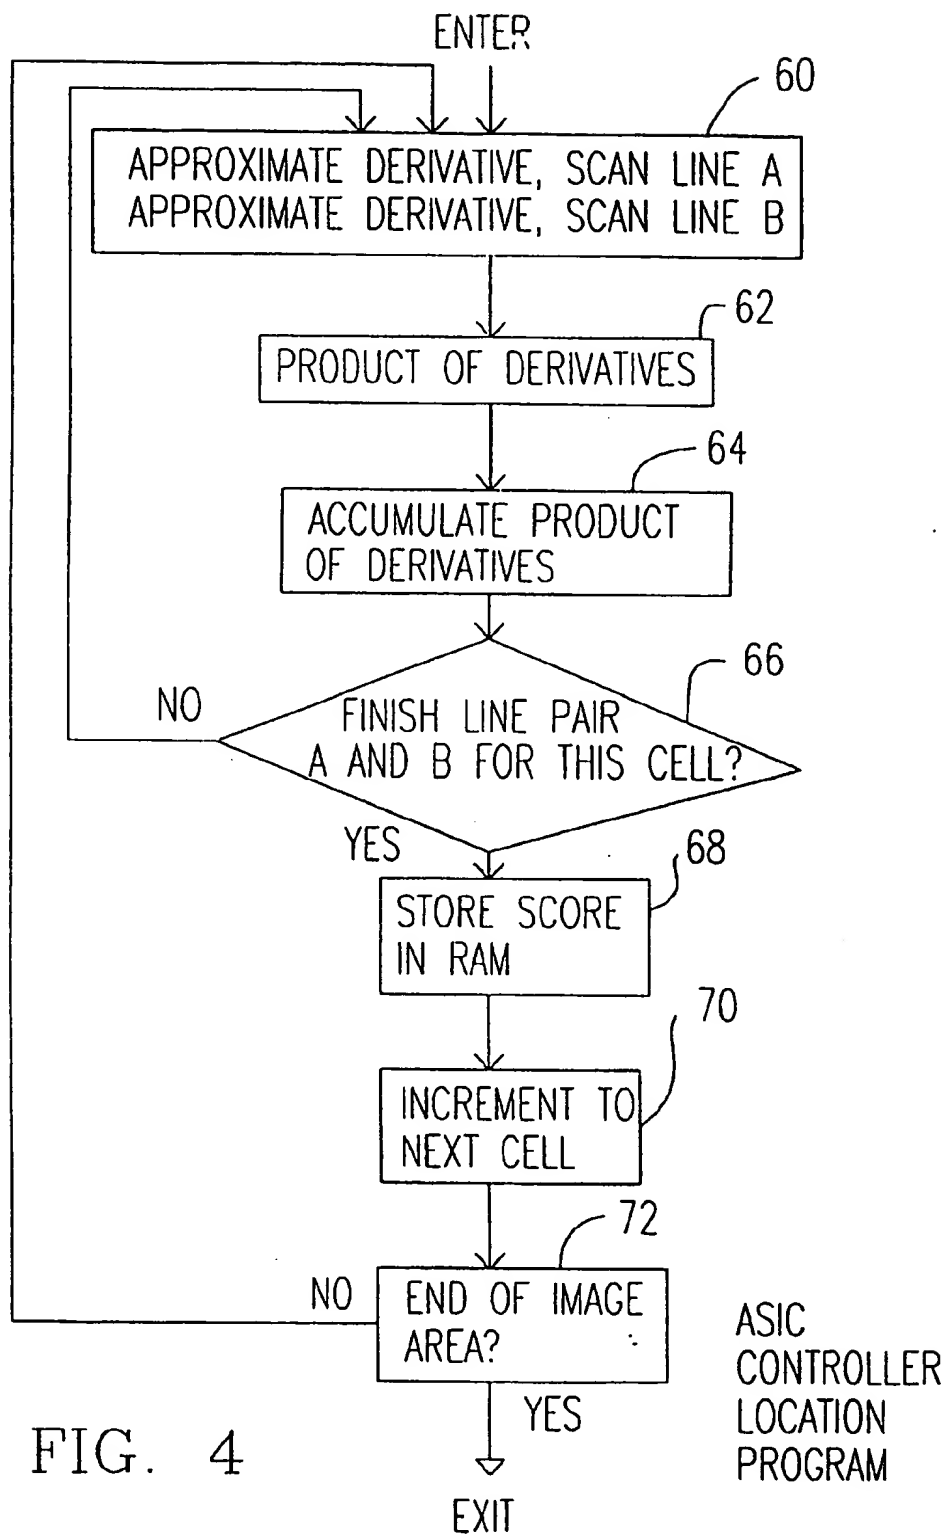 ENTER
60
APPROXIMATE DERIVATIVE, SCAN LINE A
APPROXIMATE DERIVATIVE, SCAN LINE B
62
PRODUCT OF DERIVATIVES
64
ACCUMULATE PRODUCT
OF DERIVATIVES
66
NO
FINISH LINE PAIR
A AND B FOR THIS CELL?
YES
68
STORE SCORE
IN RAM
70
INCREMENT TO
NEXT CELL
72
NO
END OF IMAGE
AREA?
YES
EXIT
ASIC
CONTROLLER
LOCATION
PROGRAM
FIG. 4